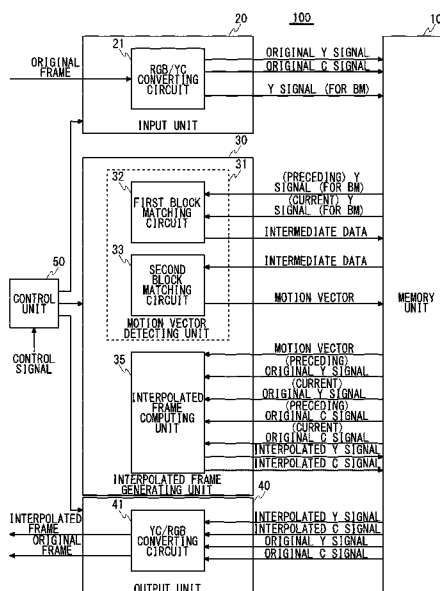 100
20
10
21
ORIGINAL
FRAME
RGB/YC
CONVERTING
CIRCUIT
ORIGINAL Y SIGNAL
ORIGINAL C SIGNAL
Y SIGNAL (FOR BM)
INPUT UNIT
30
31
32
FIRST BLOCK
MATCHING
CIRCUIT
(PRECEDING) Y
SIGNAL (FOR BM)
(CURRENT) Y
SIGNAL (FOR BM)
INTERMEDIATE DATA
33
SECOND
BLOCK
MATCHING
CIRCUIT
INTERMEDIATE DATA
MOTION VECTOR
MOTION VECTOR
DETECTING UNIT
50
CONTROL
UNIT
CONTROL
SIGNAL
MEMORY
UNIT
35
INTERPOLATED
FRAME
COMPUTING
UNIT
MOTION VECTOR
(PRECEDING)
ORIGINAL Y SIGNAL
(CURRENT)
ORIGINAL Y SIGNAL
(PRECEDING)
ORIGINAL C SIGNAL
(CURRENT)
ORIGINAL C SIGNAL
INTERPOLATED Y SIGNAL
INTERPOLATED C SIGNAL
INTERPOLATED FRAME
GENERATING UNIT
40
41
INTERPOLATED
FRAME
ORIGINAL
FRAME
YC/RGB
CONVERTING
CIRCUIT
INTERPOLATED Y SIGNAL
INTERPOLATED C SIGNAL
ORIGINAL Y SIGNAL
ORIGINAL C SIGNAL
OUTPUT UNIT